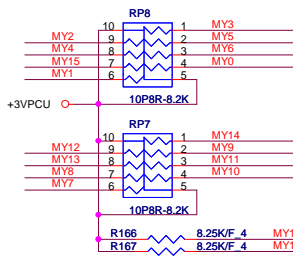 RP8
10 1 MY3
MY2 9 2 MY5
MY4 8 3 MY6
MY15 7 4 MY0
MY1 6 5
+3VPCU
10P8R-8.2K
RP7
10 1 MY14
MY12 9 2 MY9
MY13 8 3 MY11
MY8 7 4 MY10
MY7 6 5
10P8R-8.2K
R166 8.25K/F_4 MY1
R167 8.25K/F_4 MY1